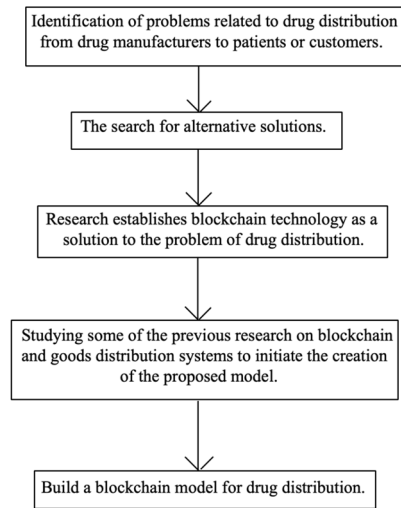 Identification of problems related to drug distribution
from drug manufacturers to patients or customers.
The search for alternative solutions.
Research establishes blockchain technology as a
solution to the problem of drug distribution.
Studying some of the previous research on blockchain
and goods distribution systems to initiate the creation
of the proposed model.
Build a blockchain model for drug distribution.